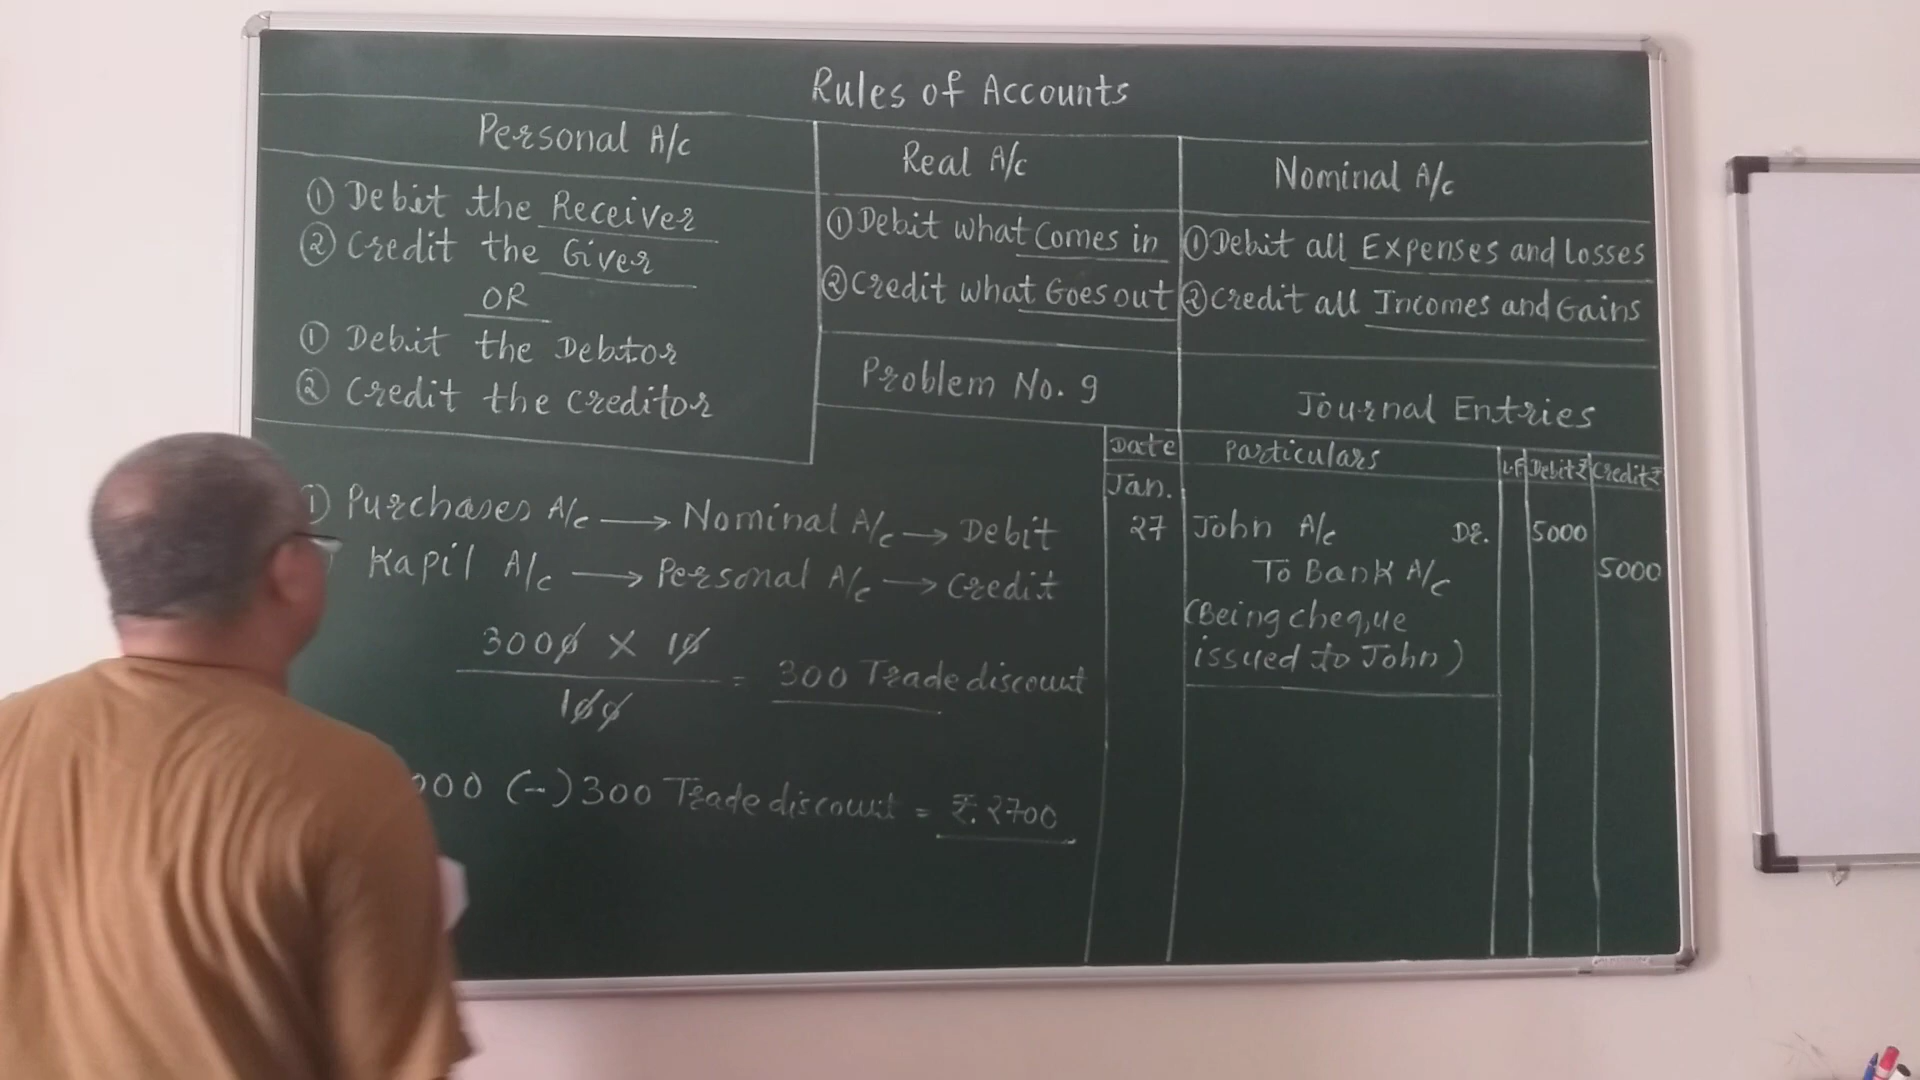 Rules of Accounts
Personal A/c
① Debit the Receiver
② Credit the Giver
OR
① Debit the Debtor
② Credit the Creditor
Real A/c
① Debit what Comes in
② Credit what Goes out
Nominal A/c
① Debit all Expenses and Losses
② Credit all Incomes and Gains
Problem No. 9
① Purchases A/c → Nominal A/c → Debit
Kapil A/c → Personal A/c → Credit
3000 X 10
100
= 300 Trade discount
000 (-) 300 Trade discount = ₹. 2700
Journal Entries
Date Particulars L.F Debit ₹ Credit ₹
Jan.
27 John A/c Dr. 5000
To Bank A/c 5000
(Being cheque
issued to John)